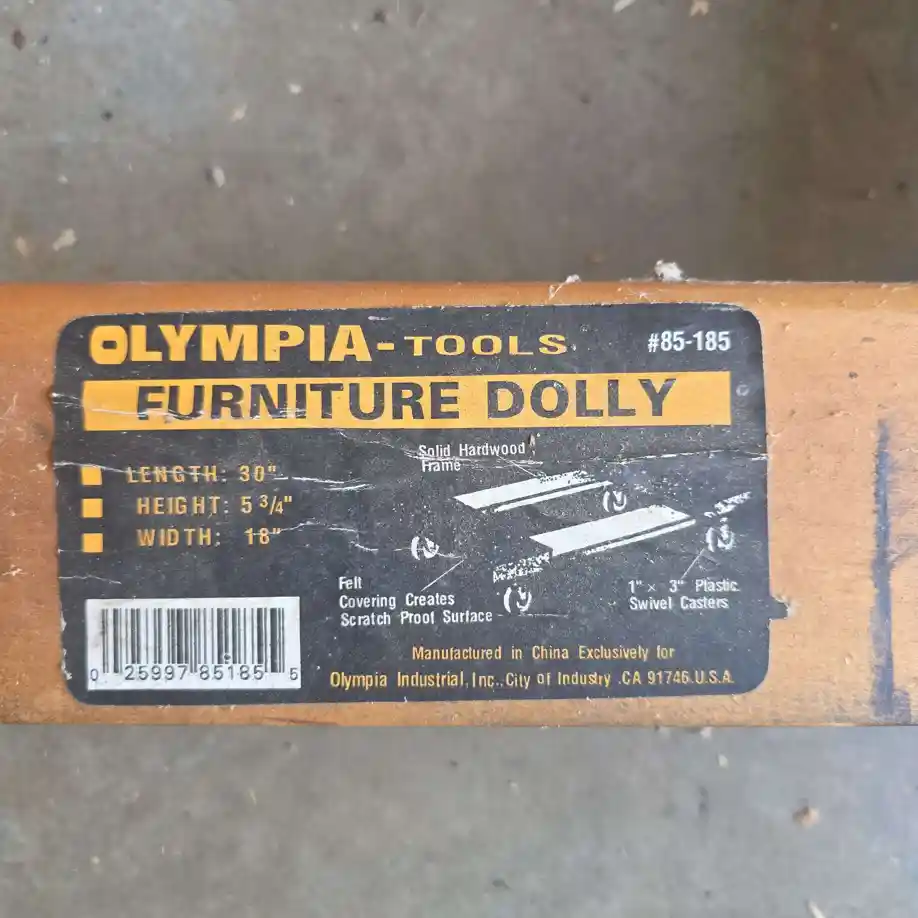 OLYMPIA-TOOLS #85-185
FURNITURE DOLLY
LENGTH: 30"
HEIGHT: 5 3/4"
WIDTH: 18"
Solid Hardwood
Frame
Felt
Covering Creates
Scratch Proof Surface
1" × 3" Plastic
Swivel Casters
0 25997 85185 5
Manufactured in China Exclusively for
Olympia Industrial, Inc., City of Industry .CA 91746.U.S.A.